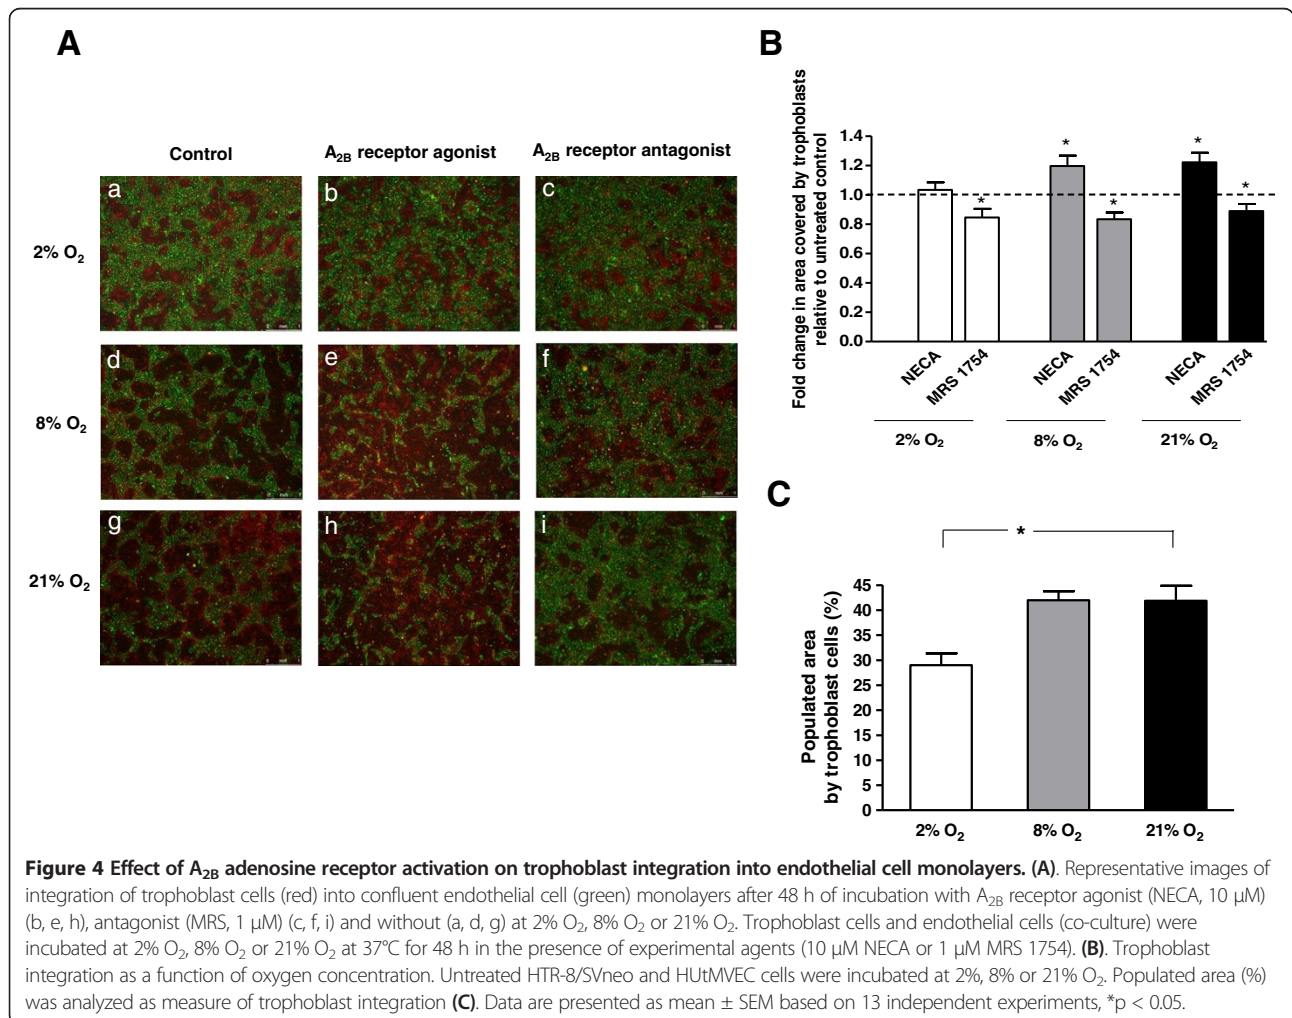 A
Control
A2B receptor agonist
A2B receptor antagonist
2% O2
8% O2
21% O2
a
b
c
d
e
f
g
h
i
B
Fold change in area covered by trophoblasts
relative to untreated control
1.4
1.2
1.0
0.8
0.6
0.4
0.2
0.0
*
*
*
*
*
NECA
MRS 1754
NECA
MRS 1754
NECA
MRS 1754
2% O2
8% O2
21% O2
C
*
Populated area
by trophoblast cells (%)
45
40
35
30
25
20
15
10
5
0
2% O2
8% O2
21% O2
Figure 4 Effect of A2B adenosine receptor activation on trophoblast integration into endothelial cell monolayers. (A). Representative images of
integration of trophoblast cells (red) into confluent endothelial cell (green) monolayers after 48 h of incubation with A2B receptor agonist (NECA, 10 μM)
(b, e, h), antagonist (MRS, 1 μM) (c, f, i) and without (a, d, g) at 2% O2, 8% O2 or 21% O2. Trophoblast cells and endothelial cells (co-culture) were
incubated at 2% O2, 8% O2 or 21% O2 at 37°C for 48 h in the presence of experimental agents (10 μM NECA or 1 μM MRS 1754). (B). Trophoblast
integration as a function of oxygen concentration. Untreated HTR-8/SVneo and HUtMVEC cells were incubated at 2%, 8% or 21% O2. Populated area (%)
was analyzed as measure of trophoblast integration (C). Data are presented as mean ± SEM based on 13 independent experiments, *p < 0.05.